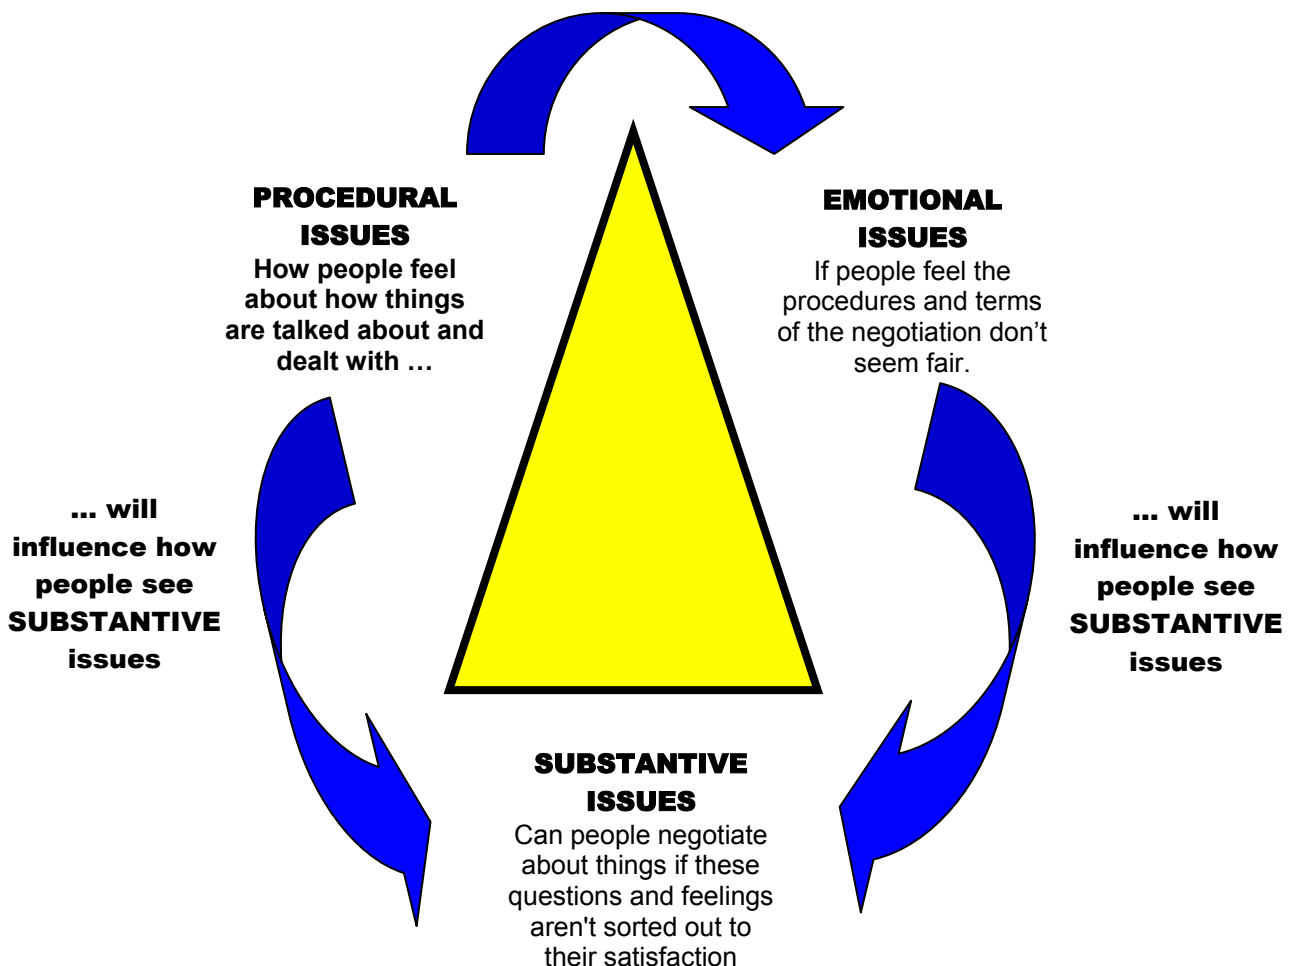 PROCEDURAL
ISSUES
How people feel
about how things
are talked about and
dealt with …
EMOTIONAL
ISSUES
If people feel the
procedures and terms
of the negotiation don’t
seem fair.
… will
influence how
people see
SUBSTANTIVE
issues
… will
influence how
people see
SUBSTANTIVE
issues
SUBSTANTIVE
ISSUES
Can people negotiate
about things if these
questions and feelings
aren't sorted out to
their satisfaction